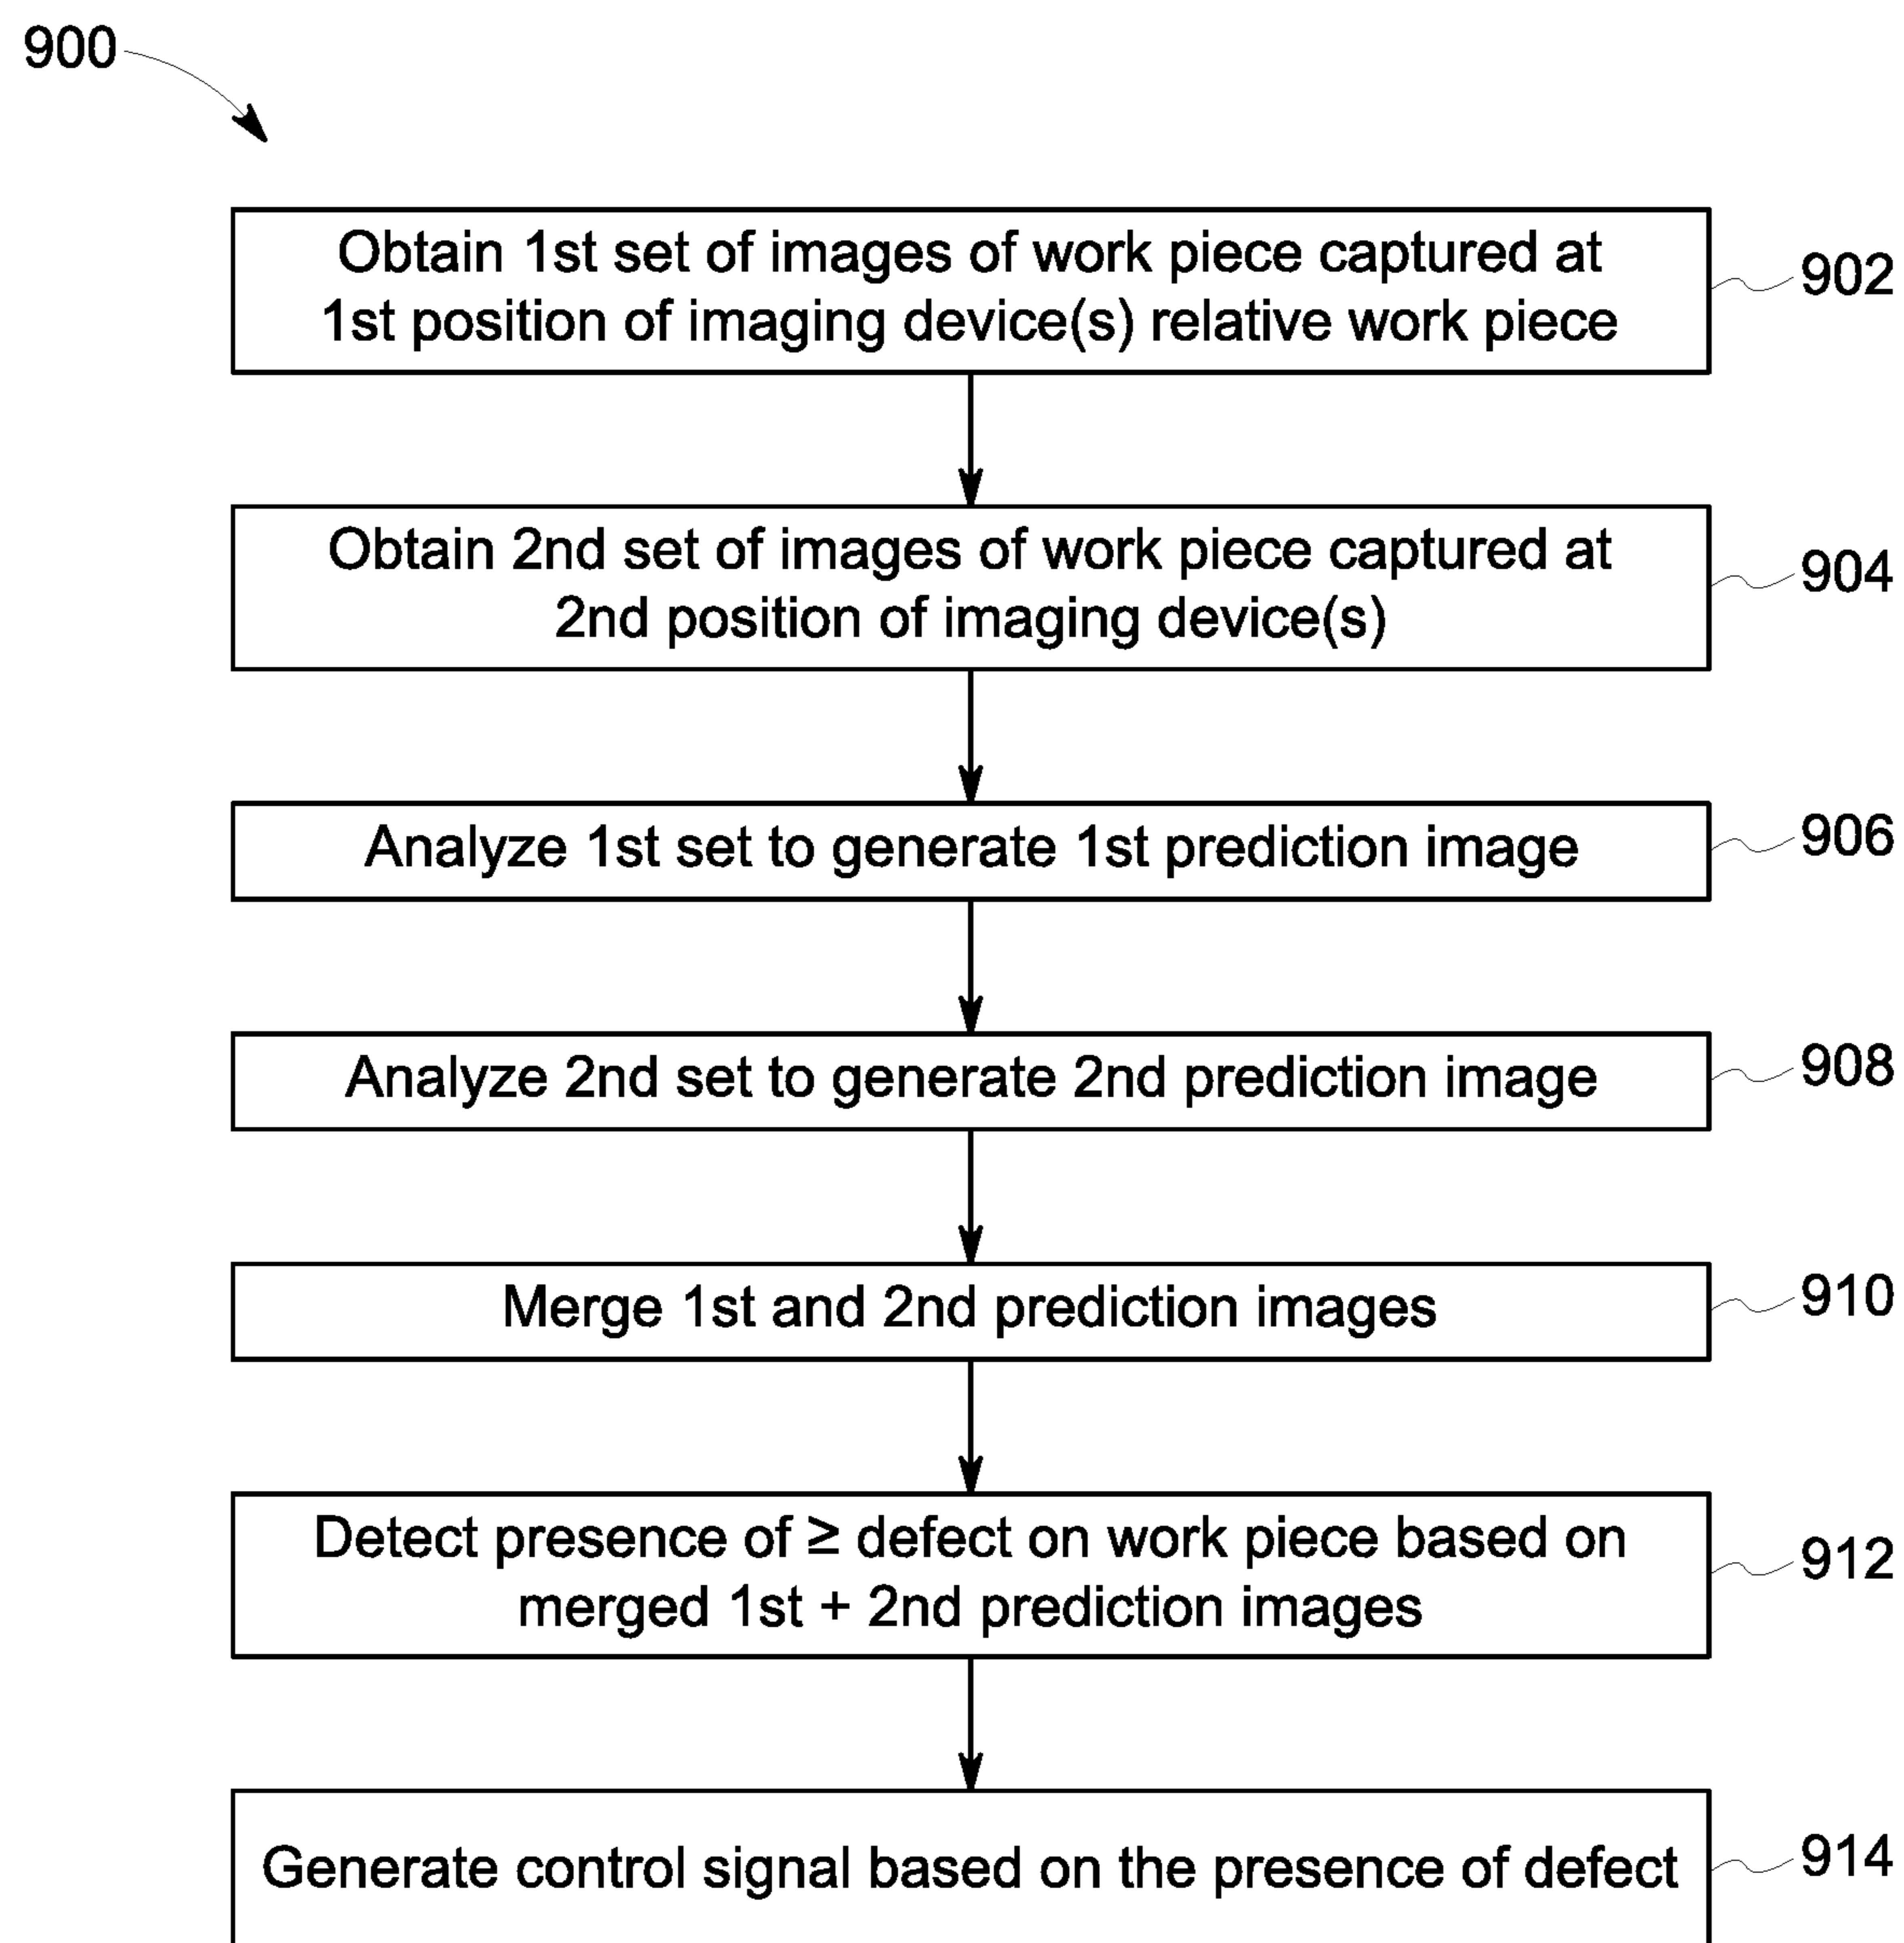 900
Obtain 1st set of images of work piece captured at
1st position of imaging device(s) relative work piece
902
Obtain 2nd set of images of work piece captured at
2nd position of imaging device(s)
904
Analyze 1st set to generate 1st prediction image
906
Analyze 2nd set to generate 2nd prediction image
908
Merge 1st and 2nd prediction images
910
Detect presence of ≥ defect on work piece based on
merged 1st + 2nd prediction images
912
Generate control signal based on the presence of defect
914